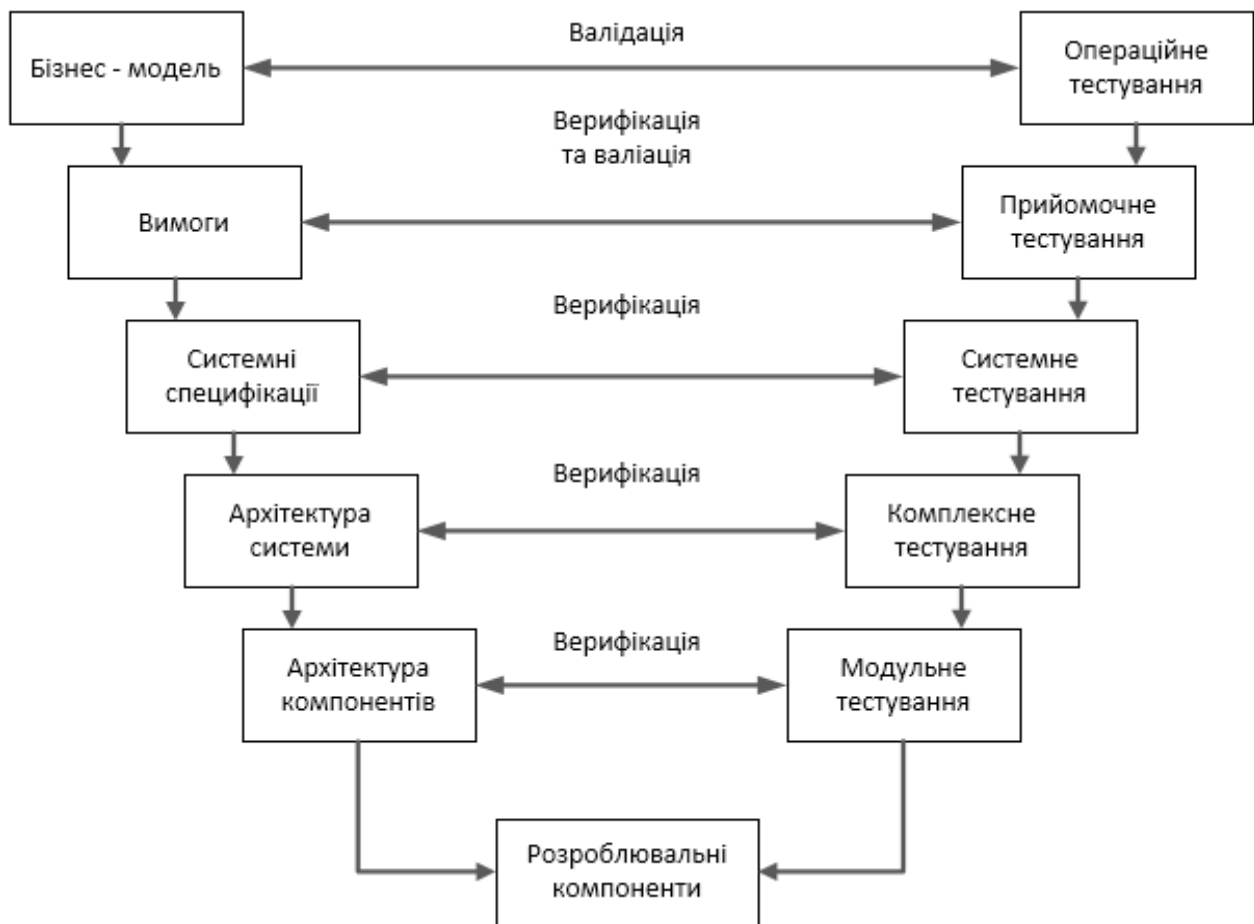 Валідація
Бізнес - модель
Операційне
тестування
Верифікація
та валіація
Вимоги
Прийомочне
тестування
Верифікація
Системні
специфікації
Системне
тестування
Верифікація
Архітектура
системи
Комплексне
тестування
Верифікація
Архітектура
компонентів
Модульне
тестування
Розроблювальні
компоненти